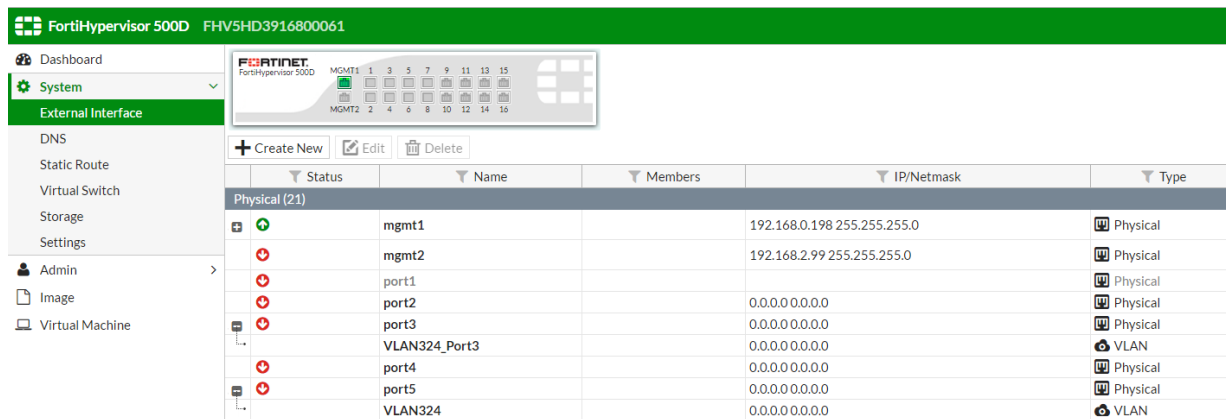 FortiHypervisor 500D FHV5HD3916800061
Dashboard
System
External Interface
DNS
Static Route
Virtual Switch
Storage
Settings
Admin
Image
Virtual Machine
FORTINET
FortiHypervisor 500D
MGMT1 1 3 5 7 9 11 13 15
MGMT2 2 4 6 8 10 12 14 16
Create New Edit Delete
Status Name Members IP/Netmask Type
Physical (21)
mgmt1 192.168.0.198 255.255.255.0 Physical
mgmt2 192.168.2.99 255.255.255.0 Physical
port1 Physical
port2 0.0.0.0 0.0.0.0 Physical
port3 0.0.0.0 0.0.0.0 Physical
VLAN324_Port3 0.0.0.0 0.0.0.0 VLAN
port4 0.0.0.0 0.0.0.0 Physical
port5 0.0.0.0 0.0.0.0 Physical
VLAN324 0.0.0.0 0.0.0.0 VLAN